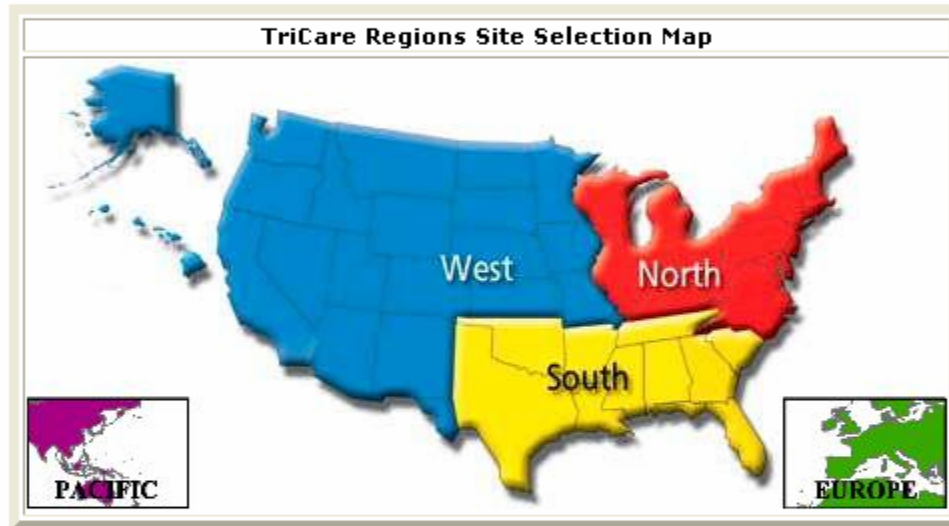 TriCare Regions Site Selection Map
West
North
South
PACIFIC
EUROPE